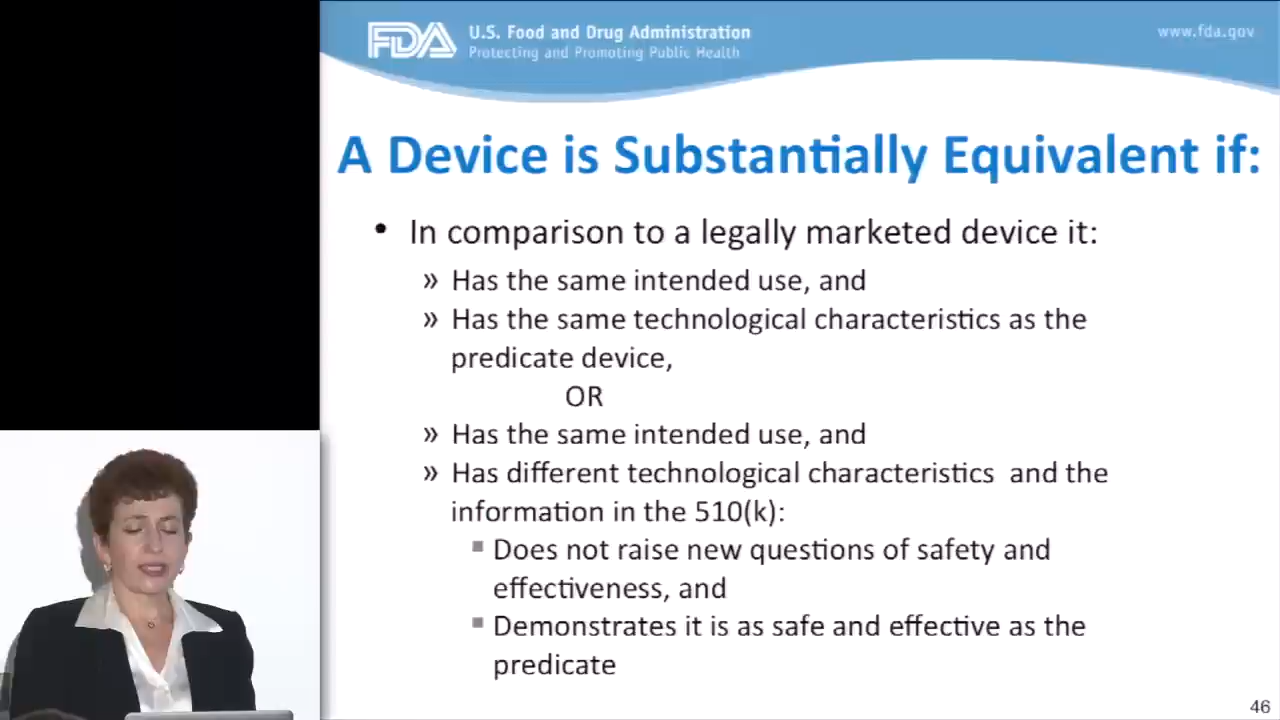 FDA
U.S. Food and Drug Administration
Protecting and Promoting Public Health
www.fda.gov
A Device is Substantially Equivalent if:
• In comparison to a legally marketed device it:
» Has the same intended use, and
» Has the same technological characteristics as the
predicate device,
OR
» Has the same intended use, and
» Has different technological characteristics and the
information in the 510(k):
▪ Does not raise new questions of safety and
effectiveness, and
▪ Demonstrates it is as safe and effective as the
predicate
46